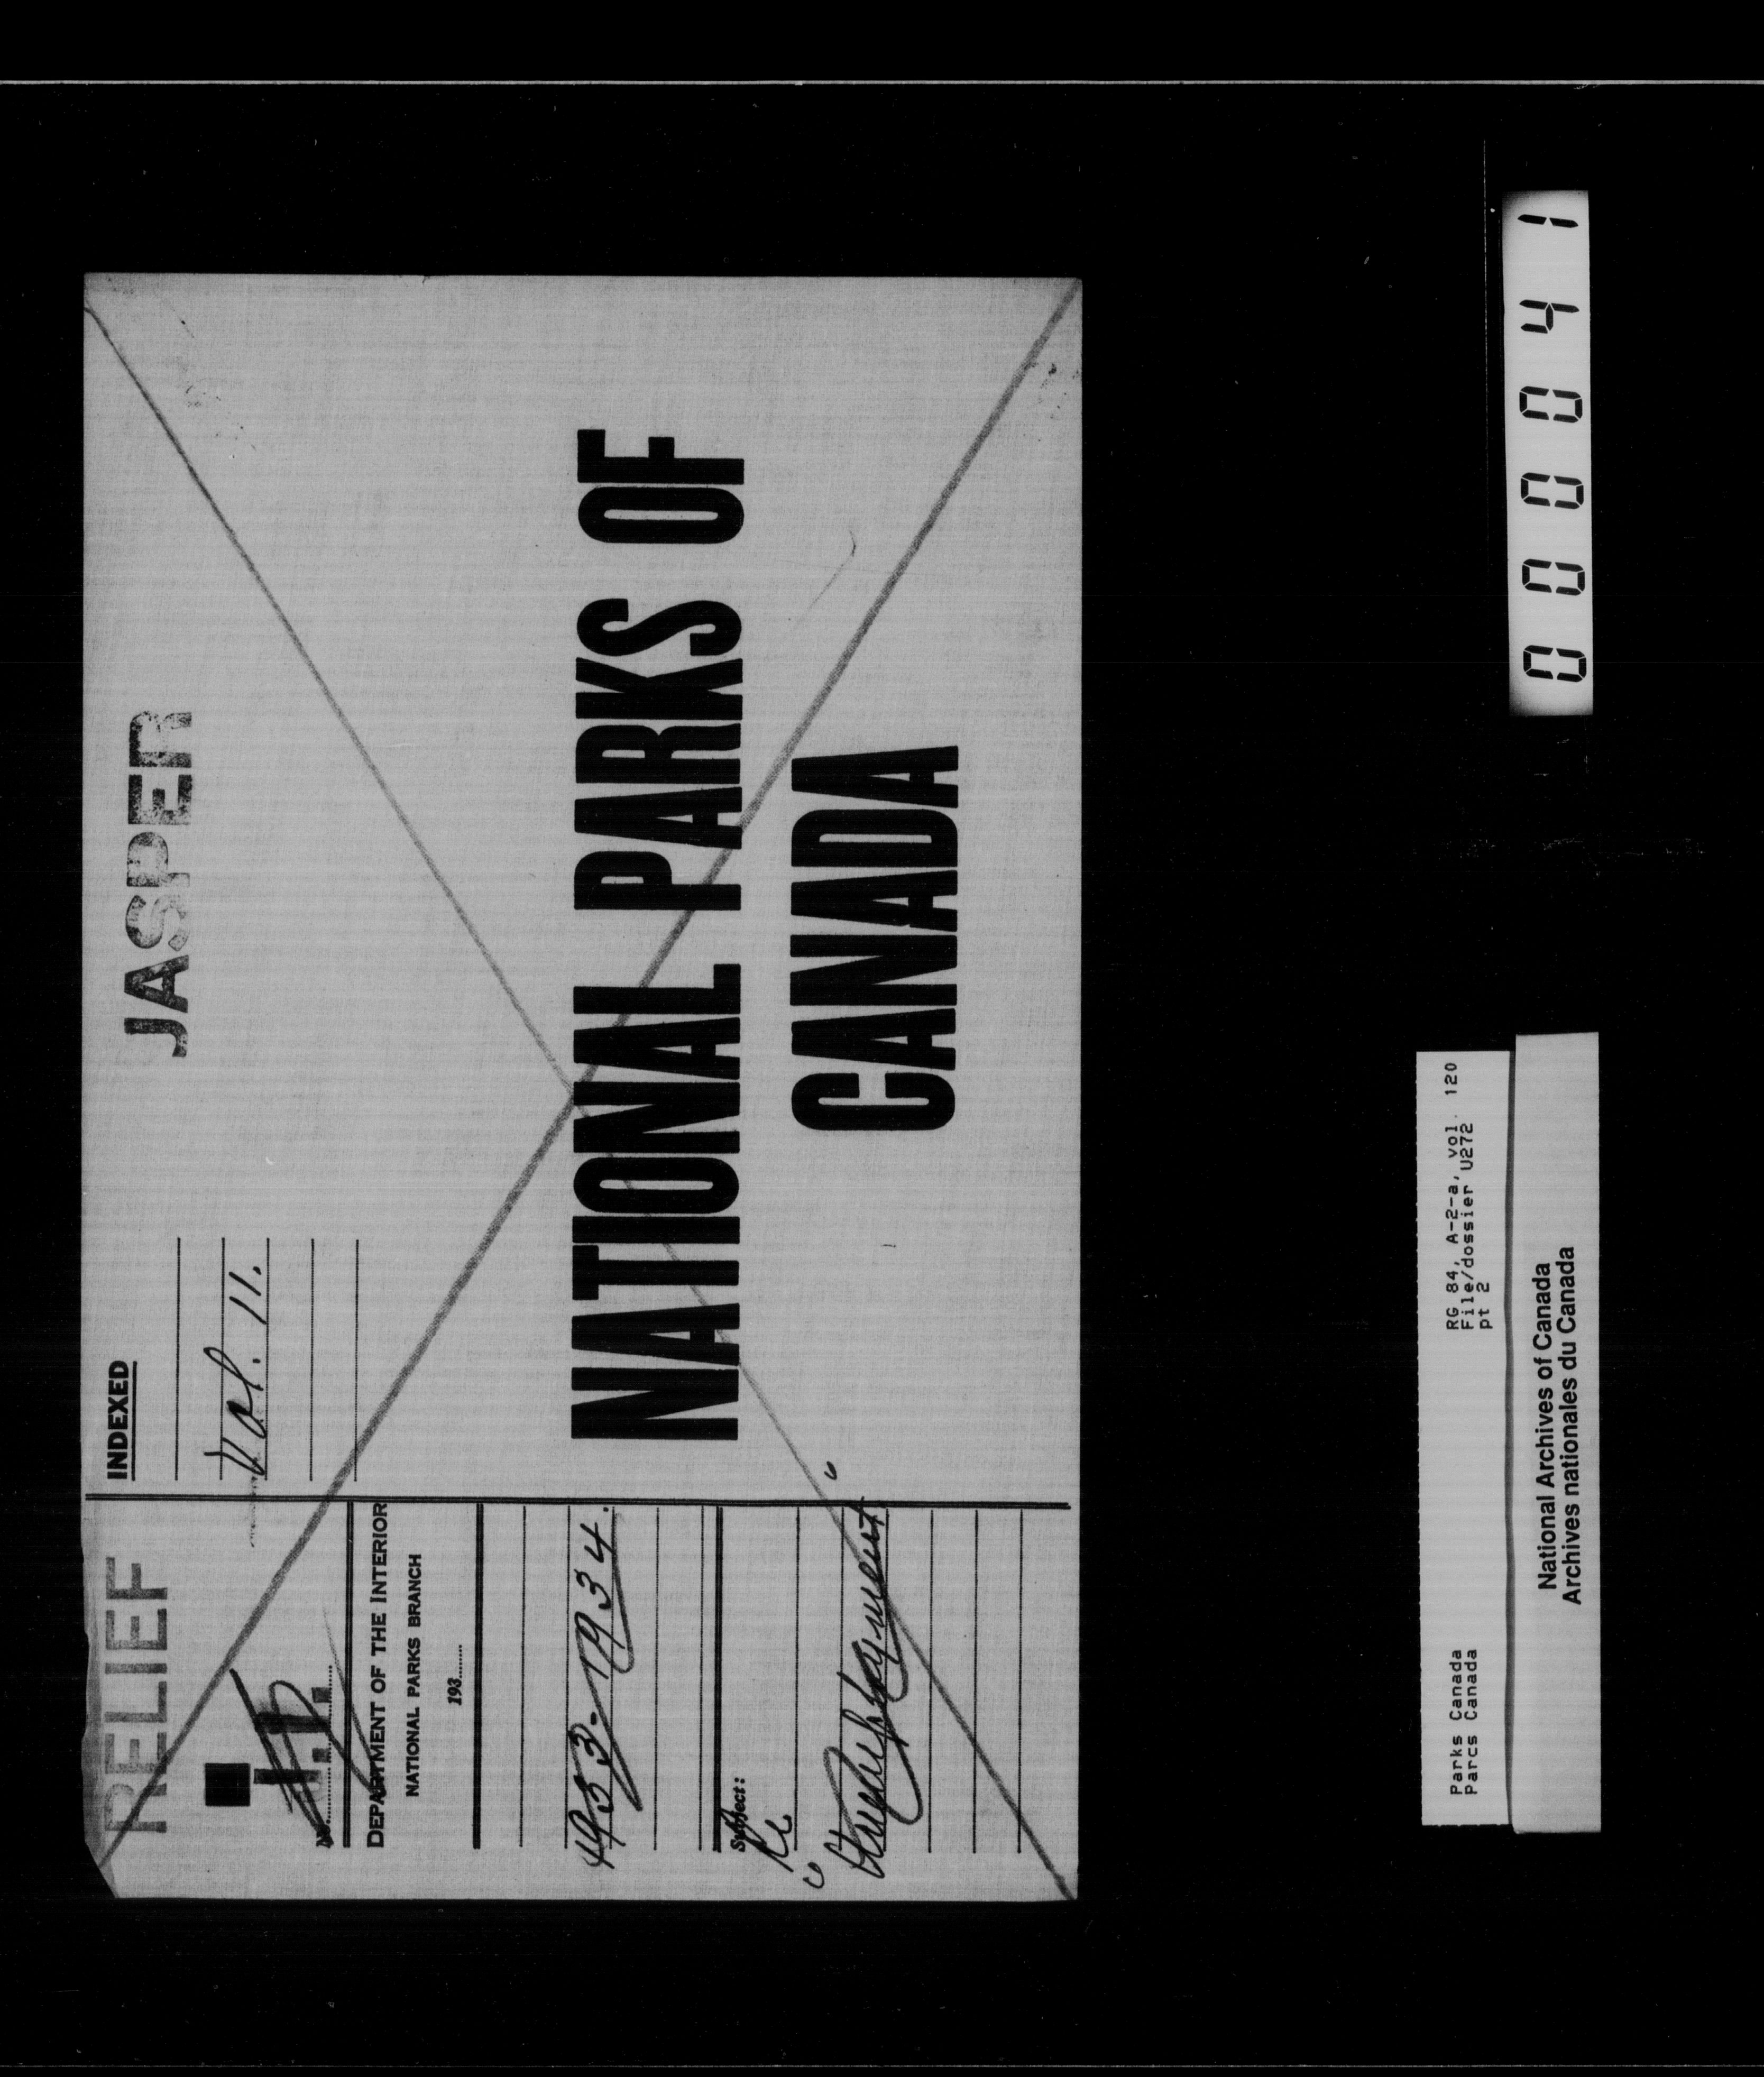 RELIEF
No.
DEPARTMENT OF THE INTERIOR
NATIONAL PARKS BRANCH
193
1933-1934.
Subject:
Re
"Unemployment"
INDEXED
Vol. 11.
JASPER
NATIONAL PARKS OF
CANADA
Parks Canada
Parcs Canada
RG 84, A-2-a, vol. 120
File/dossier U272
pt 2
National Archives of Canada
Archives nationales du Canada
000041